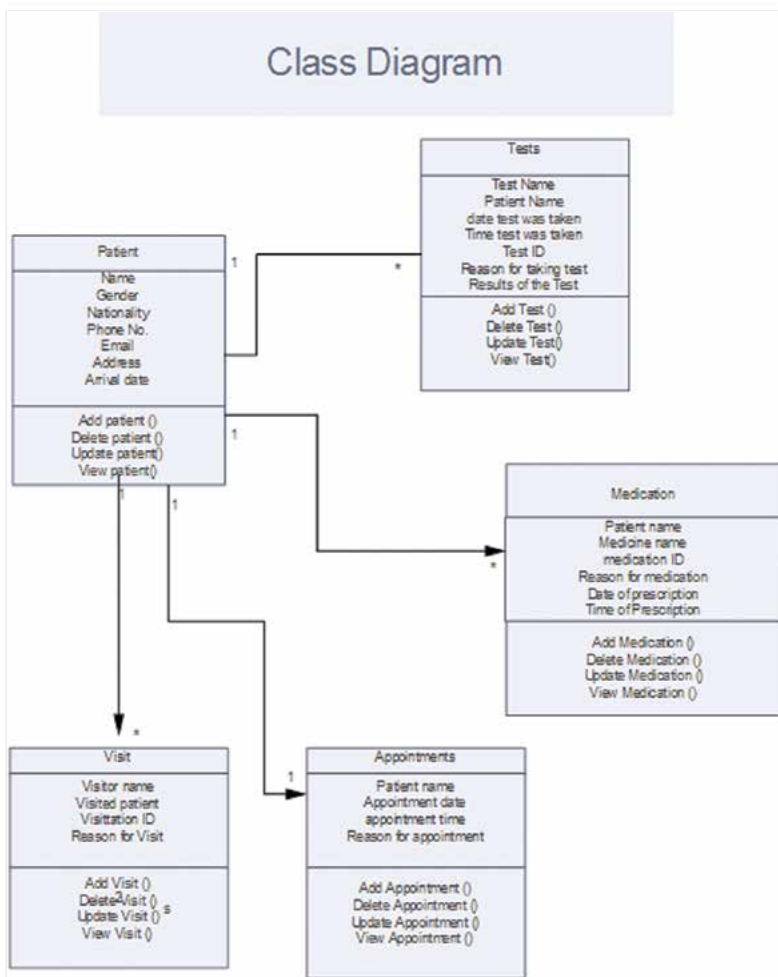 Class Diagram
Tests
Test Name
Patient Name
date test was taken
Time test was taken
Test ID
Reason for taking test
Results of the Test
Add Test ()
Delete Test ()
Update Test()
View Test()
Patient
Name
Gender
Nationality
Phone No.
Email
Address
Arrival date
Add patient ()
Delete patient ()
Update patient()
View patient()
1
*
1
*
1
*
1
1
Medication
Patient name
Medicine name
medication ID
Reason for medication
Date of prescription
Time of Prescription
Add Medication ()
Delete Medication ()
Update Medication ()
View Medication ()
Visit
Visitor name
Visited patient
Visittation ID
Reason for Visit
Add Visit ()
Delete Visit ()
Update Visit () s
View Visit ()
Appointments
Patient name
Appointment date
appointment time
Reason for appointment
Add Appointment ()
Delete Appointment ()
Update Appointment ()
View Appointment ()